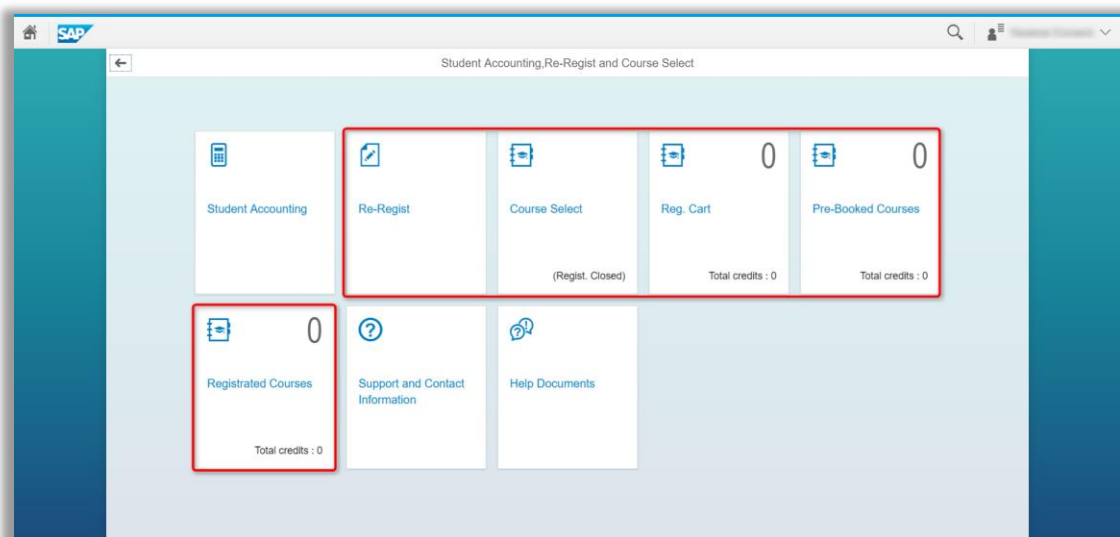 SAP
Student Accounting,Re-Regist and Course Select
Student Accounting
Re-Regist
Course Select
(Regist. Closed)
0
Reg. Cart
Total credits : 0
0
Pre-Booked Courses
Total credits : 0
0
Registrated Courses
Total credits : 0
Support and Contact
Information
Help Documents